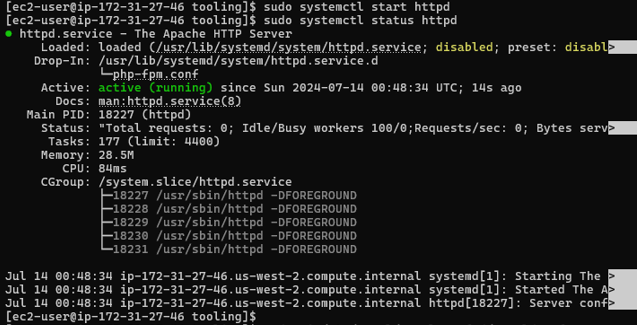 [ec2-user@ip-172-31-27-46 tooling]$ sudo systemctl start httpd
[ec2-user@ip-172-31-27-46 tooling]$ sudo systemctl status httpd
● httpd.service - The Apache HTTP Server
     Loaded: loaded (/usr/lib/systemd/system/httpd.service; disabled; preset: disabl>
    Drop-In: /usr/lib/systemd/system/httpd.service.d
             └─php-fpm.conf
     Active: active (running) since Sun 2024-07-14 00:48:34 UTC; 14s ago
       Docs: man:httpd.service(8)
   Main PID: 18227 (httpd)
     Status: "Total requests: 0; Idle/Busy workers 100/0;Requests/sec: 0; Bytes serv>
      Tasks: 177 (limit: 4400)
     Memory: 28.5M
        CPU: 84ms
     CGroup: /system.slice/httpd.service
             ├─18227 /usr/sbin/httpd -DFOREGROUND
             ├─18228 /usr/sbin/httpd -DFOREGROUND
             ├─18229 /usr/sbin/httpd -DFOREGROUND
             ├─18230 /usr/sbin/httpd -DFOREGROUND
             └─18231 /usr/sbin/httpd -DFOREGROUND
Jul 14 00:48:34 ip-172-31-27-46.us-west-2.compute.internal systemd[1]: Starting The >
Jul 14 00:48:34 ip-172-31-27-46.us-west-2.compute.internal systemd[1]: Started The A>
Jul 14 00:48:34 ip-172-31-27-46.us-west-2.compute.internal httpd[18227]: Server conf>
[ec2-user@ip-172-31-27-46 tooling]$